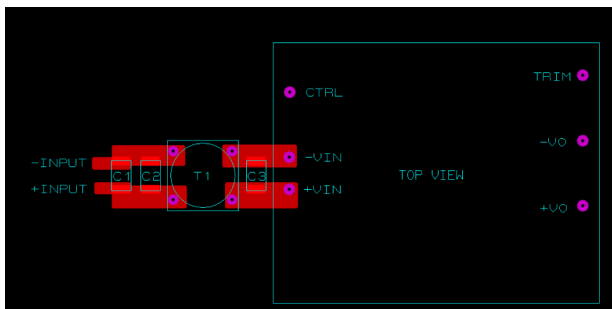 TRIM
CTRL
-VO
-INPUT
-VIN
C1 C2 T1 C3 TOP VIEW
+INPUT
+VIN
+VO